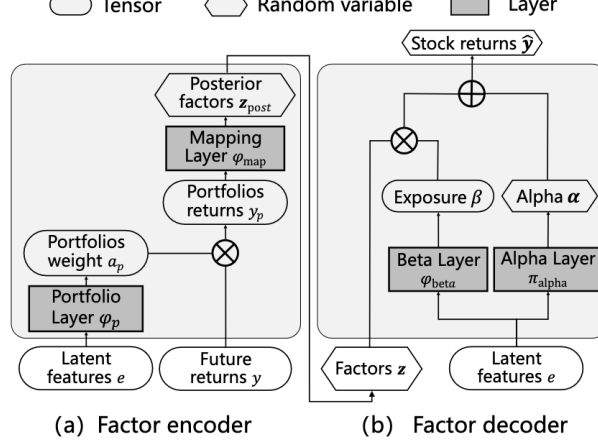 Tensor
Random variable
Layer
Stock returns ŷ
Posterior
factors z_post
Mapping
Layer φ_map
Portfolios
returns y_p
Portfolios
weight a_p
Portfolio
Layer φ_p
Latent
features e
Future
returns y
(a) Factor encoder
Exposure β
Alpha α
Beta Layer
φ_beta
Alpha Layer
π_alpha
Factors z
Latent
features e
(b) Factor decoder